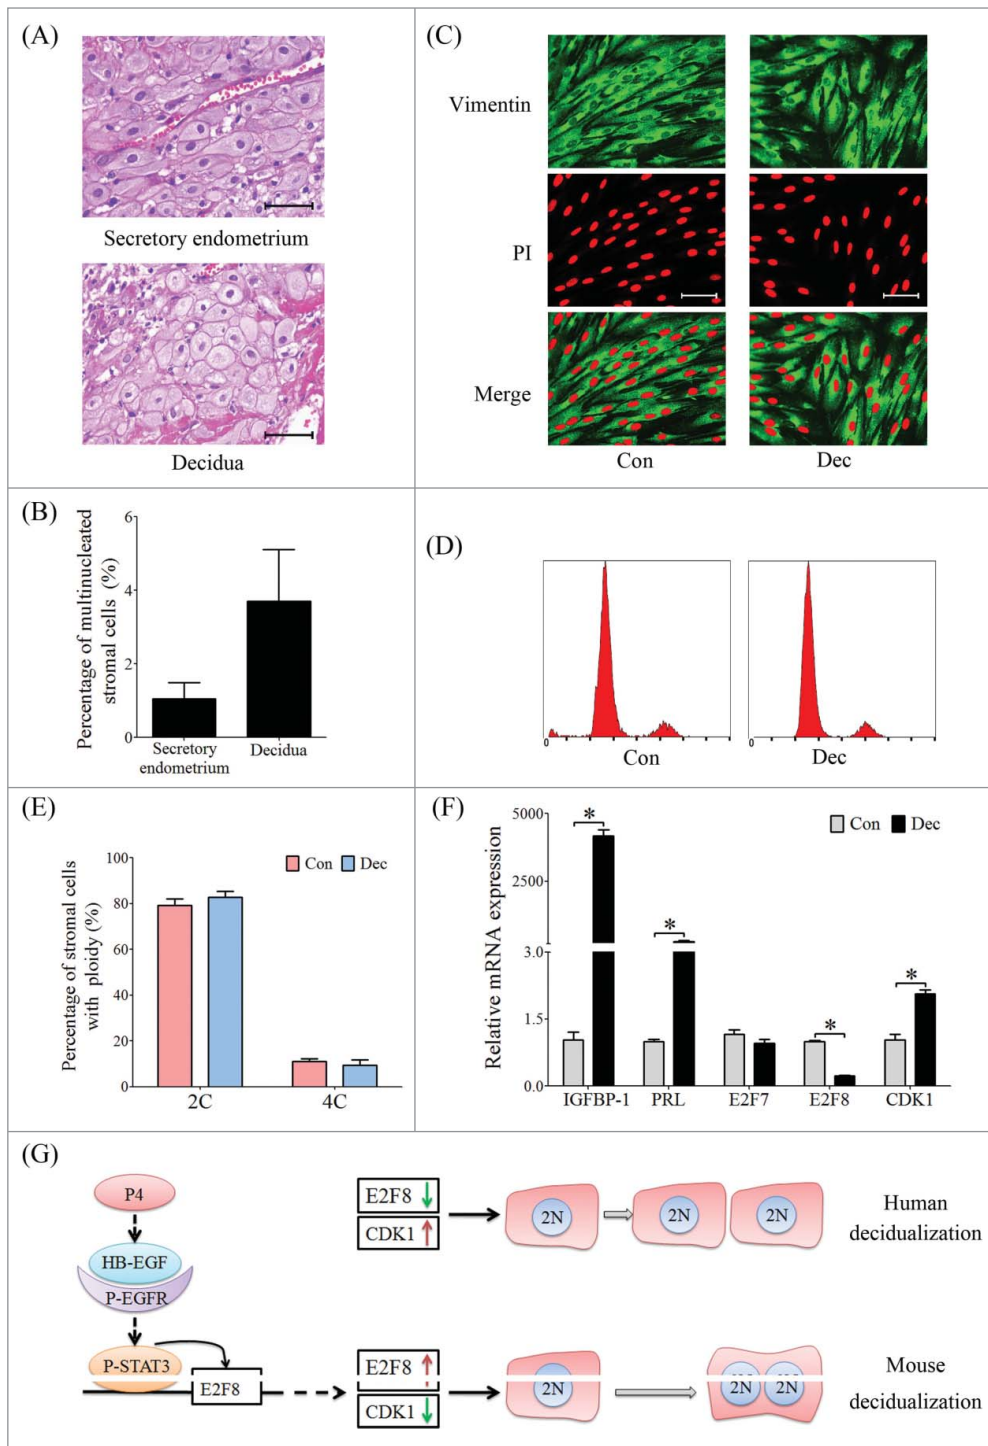 (A)
Secretory endometrium
Decidua
(C)
Vimentin
PI
Merge
Con
Dec
(B)
Percentage of multinucleated
stromal cells (%)
6
4
2
0
Secretory
endometrium
Decidua
(D)
0
Con
0
Dec
(E)
Percentage of stromal cells
with ploidy (%)
100
80
60
40
20
0
Con
Dec
2C
4C
(F)
Relative mRNA expression
5000
2500
3.0
1.5
0.0
Con
Dec
*
*
*
*
IGFBP-1
PRL
E2F7
E2F8
CDK1
(G)
P4
HB-EGF
P-EGFR
P-STAT3
E2F8
E2F8
CDK1
2N
2N
2N
Human
decidualization
E2F8
CDK1
2N
2N
2N
Mouse
decidualization